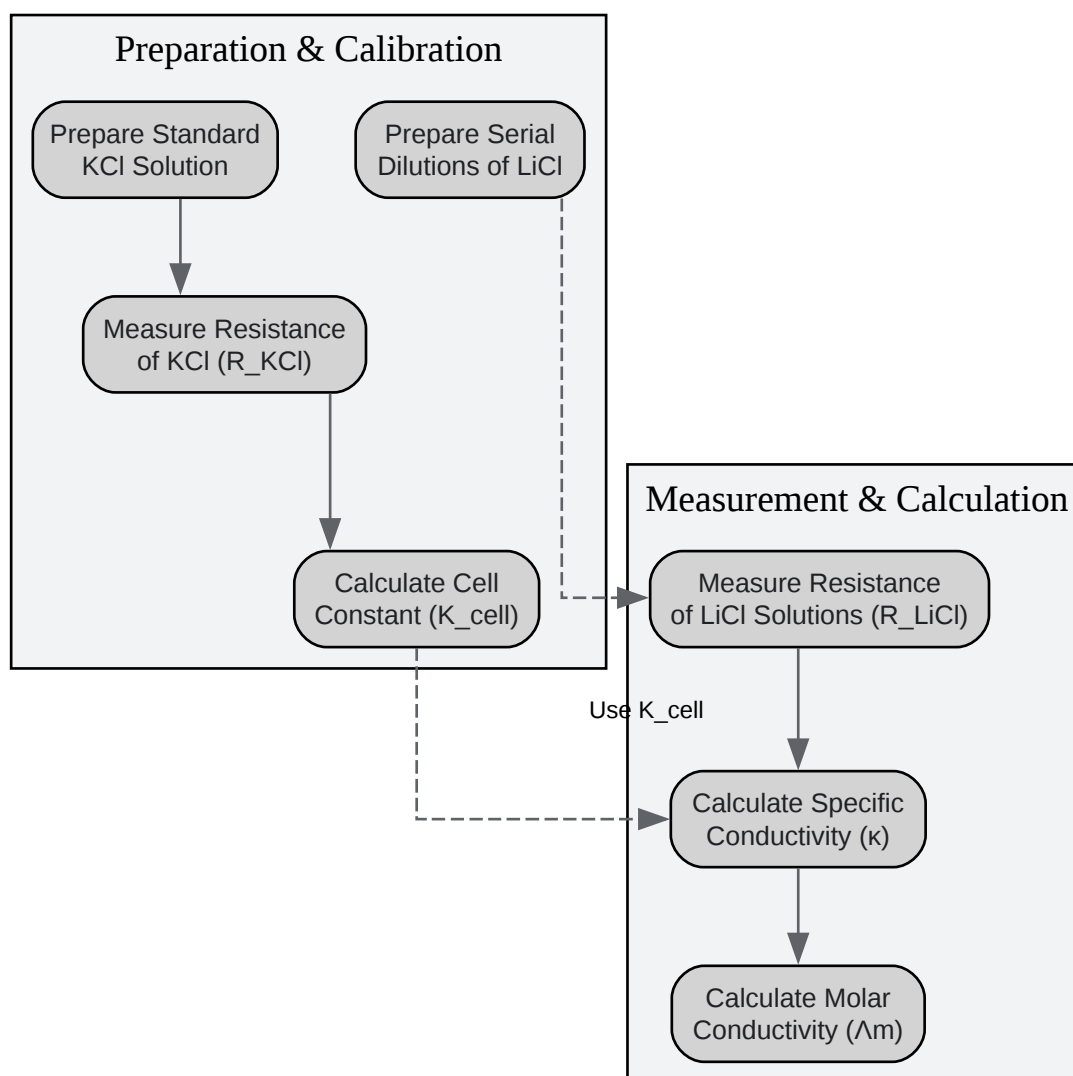 Preparation & Calibration
Prepare Standard
KCl Solution
Prepare Serial
Dilutions of LiCl
Measure Resistance
of KCl (R_KCl)
Calculate Cell
Constant (K_cell)
Measurement & Calculation
Measure Resistance
of LiCl Solutions (R_LiCl)
Use K_cell
Calculate Specific
Conductivity (κ)
Calculate Molar
Conductivity (Λm)